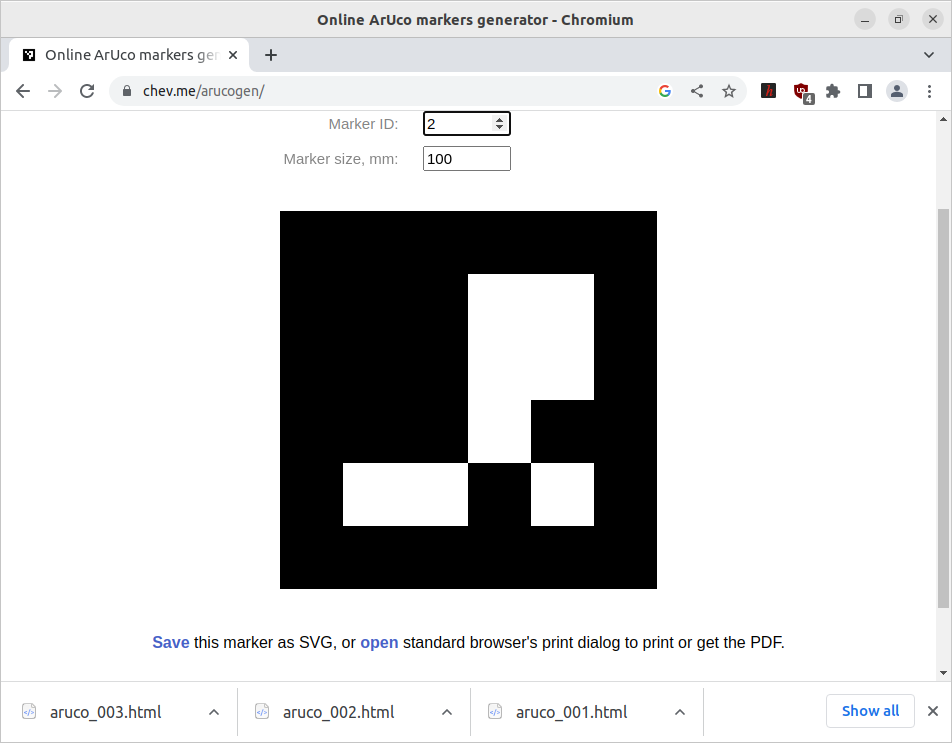 Online ArUco markers generator - Chromium
Online ArUco markers gen
chev.me/arucogen/
4
Marker ID: 2
Marker size, mm: 100
Save this marker as SVG, or open standard browser's print dialog to print or get the PDF.
aruco_003.html aruco_002.html aruco_001.html Show all